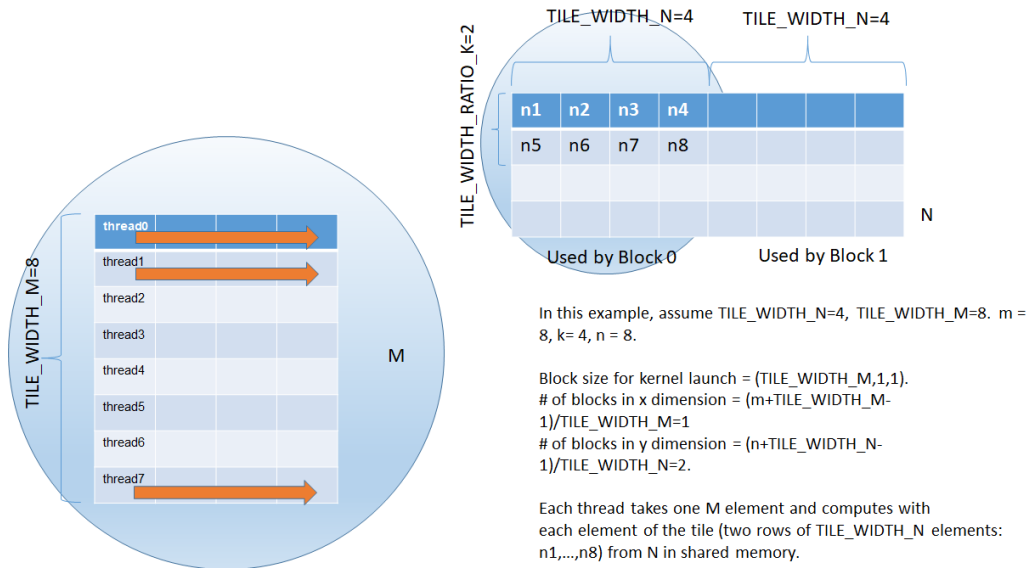 TILE_WIDTH_N=4
TILE_WIDTH_N=4
TILE_WIDTH_RATIO_K=2
n1 n2 n3 n4
n5 n6 n7 n8
N
Used by Block 0
Used by Block 1
TILE_WIDTH_M=8
thread0
thread1
thread2
thread3
thread4
thread5
thread6
thread7
M
In this example, assume TILE_WIDTH_N=4, TILE_WIDTH_M=8. m =
8, k= 4, n = 8.
Block size for kernel launch = (TILE_WIDTH_M,1,1).
# of blocks in x dimension = (m+TILE_WIDTH_M-
1)/TILE_WIDTH_M=1
# of blocks in y dimension = (n+TILE_WIDTH_N-
1)/TILE_WIDTH_N=2.
Each thread takes one M element and computes with
each element of the tile (two rows of TILE_WIDTH_N elements:
n1,...,n8) from N in shared memory.